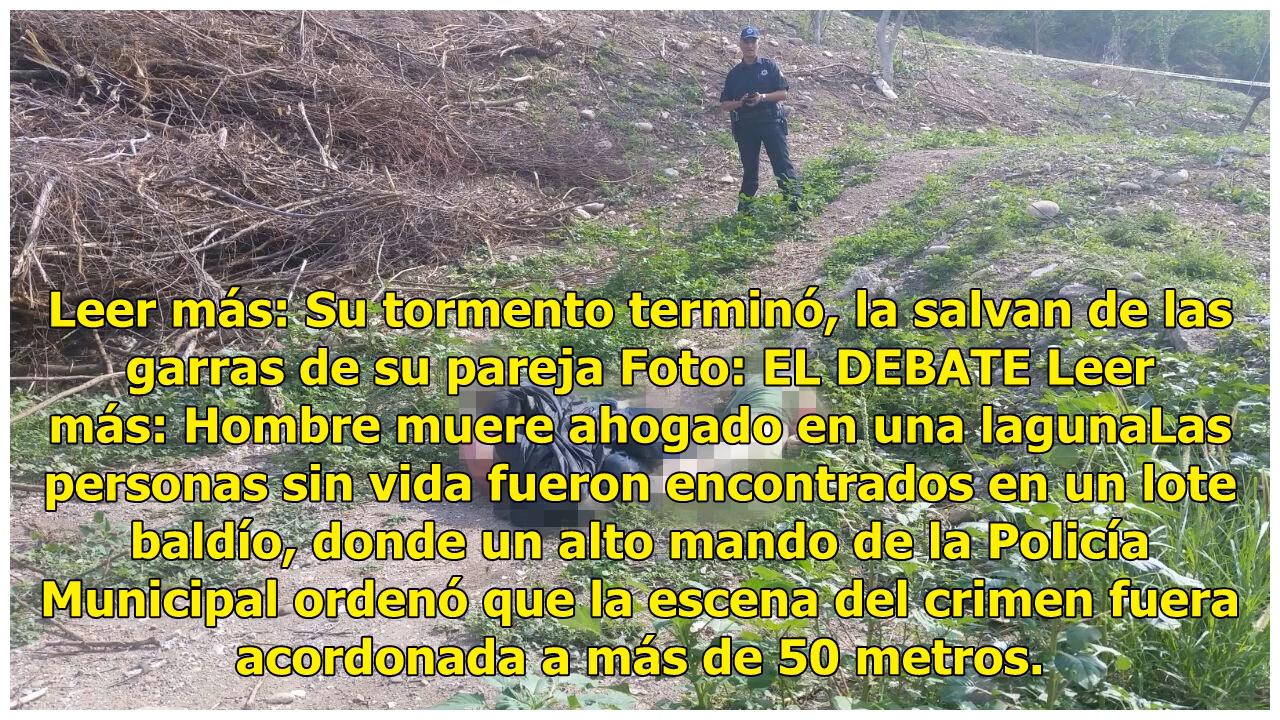 Leer más: Su tormento terminó, la salvan de las
garras de su pareja Foto: EL DEBATE Leer
más: Hombre muere ahogado en una lagunaLas
personas sin vida fueron encontrados en un lote
baldío, donde un alto mando de la Policía
Municipal ordenó que la escena del crimen fuera
acordonada a más de 50 metros.